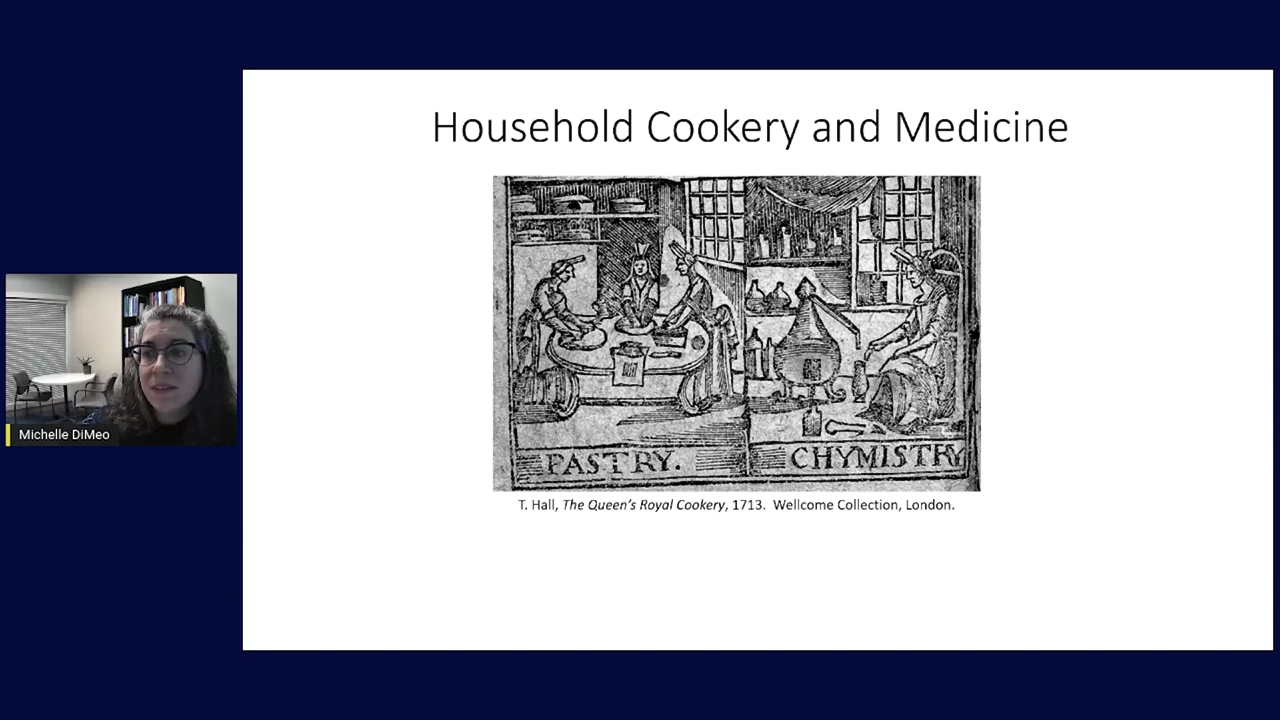 Household Cookery and Medicine
PASTRY.
CHYMISTRY
T. Hall, The Queen's Royal Cookery, 1713. Wellcome Collection, London.
Michelle DiMeo